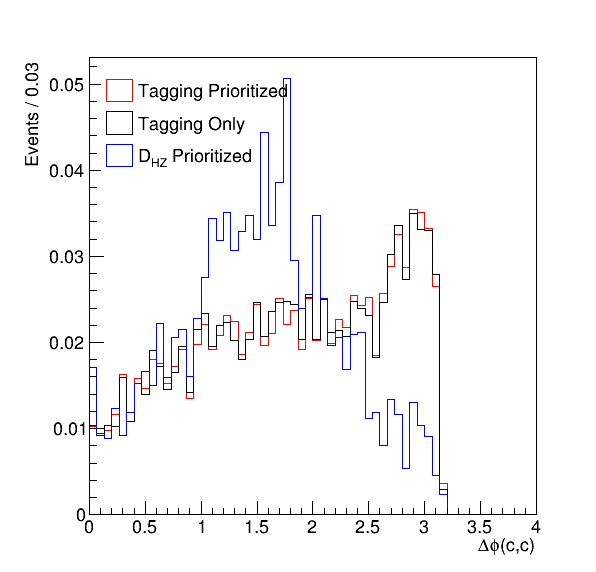 Events / 0.03
0.05
0.04
0.03
0.02
0.01
0
Tagging Prioritized
Tagging Only
D_HZ Prioritized
0 0.5 1 1.5 2 2.5 3 3.5 4
Δϕ(c,c)